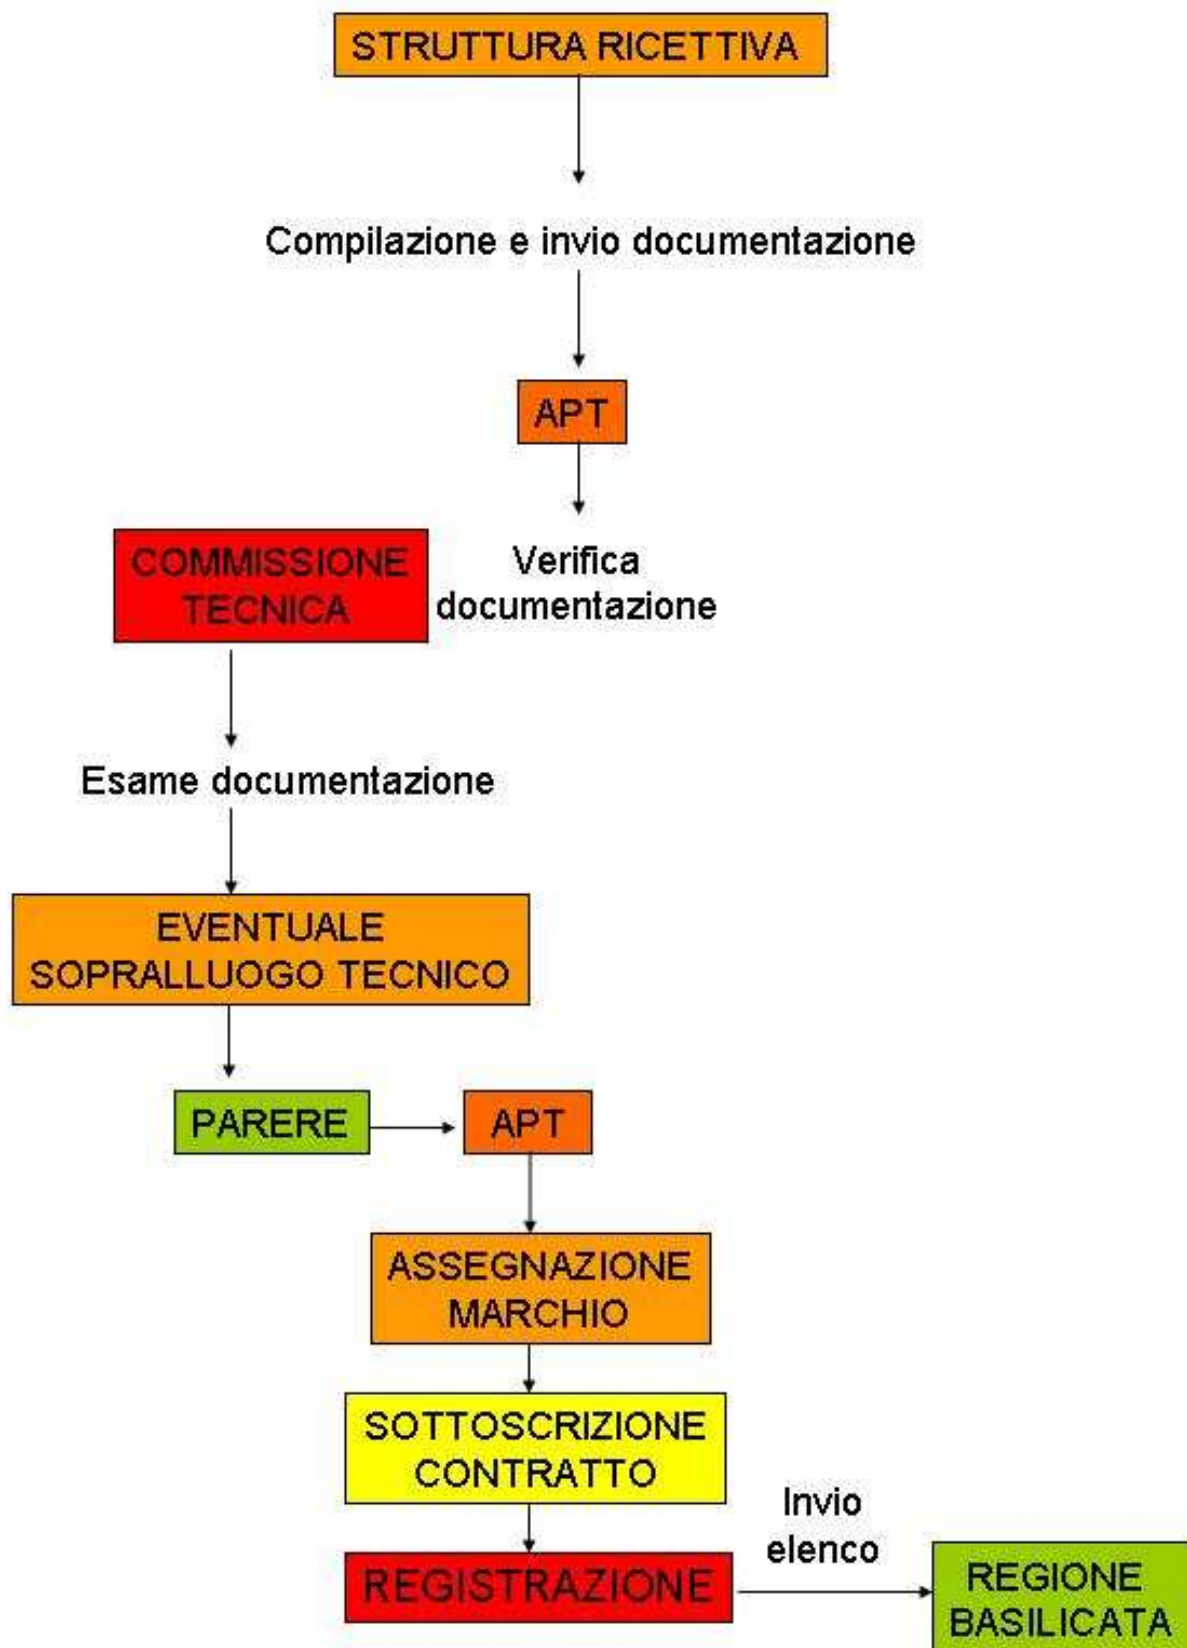 STRUTTURA RICETTIVA
Compilazione e invio documentazione
APT
COMMISSIONE
TECNICA
Verifica
documentazione
Esame documentazione
EVENTUALE
SOPRALLUOGO TECNICO
PARERE
APT
ASSEGNAZIONE
MARCHIO
SOTTOSCRIZIONE
CONTRATTO
REGISTRAZIONE
Invio
elenco
REGIONE
BASILICATA